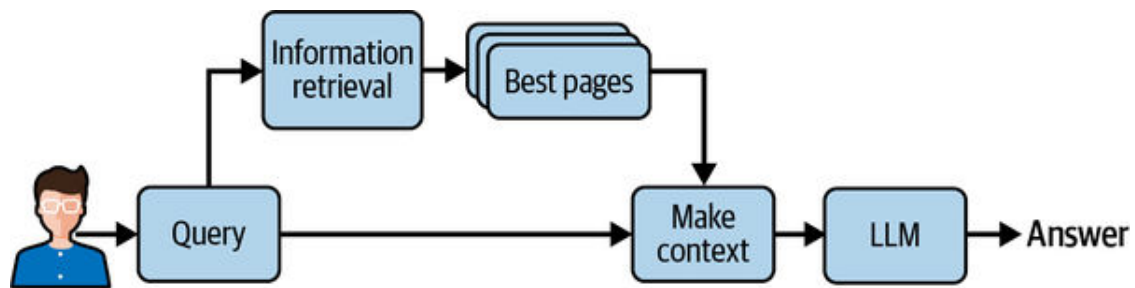 Information
retrieval
Best pages
Query
Make
context
LLM
Answer